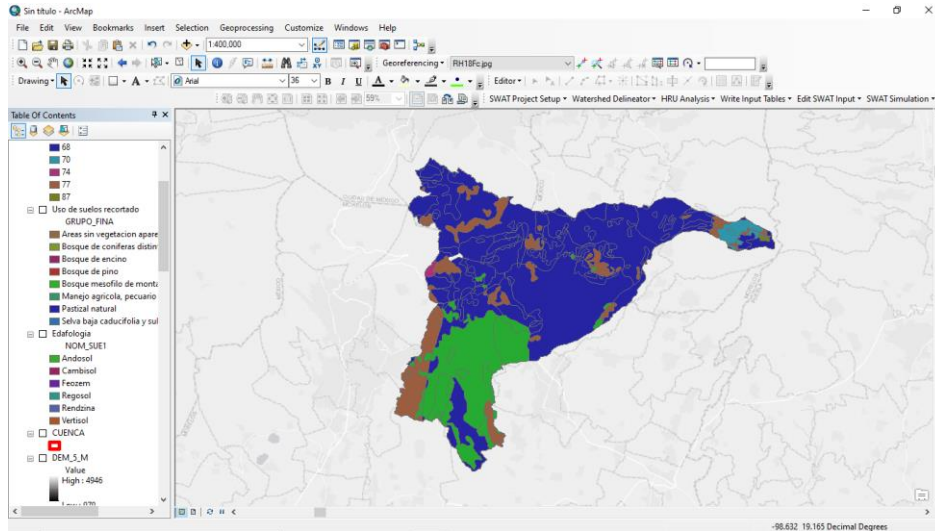 Sin título - ArcMap
File Edit View Bookmarks Insert Selection Geoprocessing Customize Windows Help
1:400,000
Georeferencing RH18Fc.jpg
Drawing A Arial 36 B I U A Editor
59% SWAT Project Setup Watershed Delineator HRU Analysis Write Input Tables Edit SWAT Input SWAT Simulation
Table Of Contents
68
70
74
77
87
Uso de suelos recortado
GRUPO_FINA
Areas sin vegetacion apare
Bosque de coniferas distin
Bosque de encino
Bosque de pino
Bosque mesofilo de monta
Manejo agricola, pecuario
Pastizal natural
Selva baja caducifolia y sul
Edafologia
NOM_SUE1
Andosol
Cambisol
Feozem
Regosol
Rendzina
Vertisol
CUENCA
DEM_5_M
Value
High : 4946
-98.632 19.165 Decimal Degrees